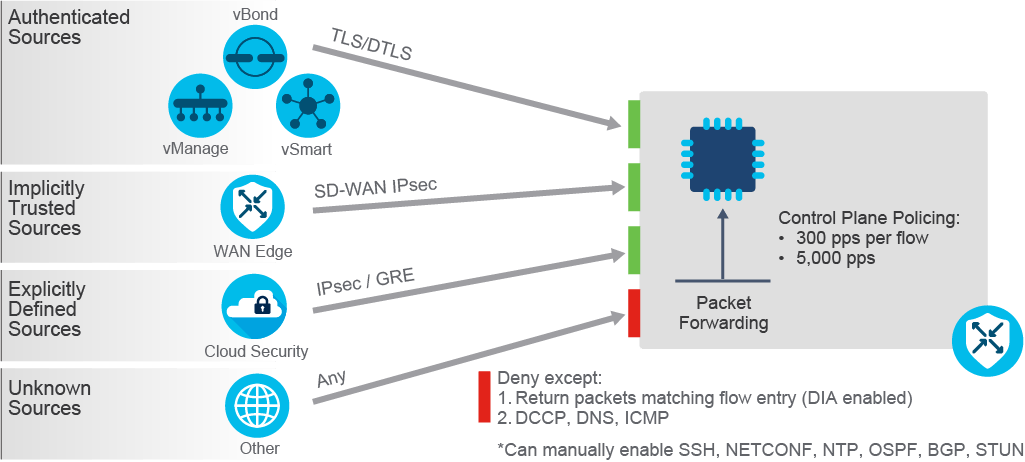 Authenticated
Sources
vBond
vManage
vSmart
TLS/DTLS
Implicitly
Trusted
Sources
WAN Edge
SD-WAN IPsec
Explicitly
Defined
Sources
Cloud Security
IPsec / GRE
Unknown
Sources
Other
Any
Control Plane Policing:
• 300 pps per flow
• 5,000 pps
Packet
Forwarding
Deny except:
1. Return packets matching flow entry (DIA enabled)
2. DCCP, DNS, ICMP
*Can manually enable SSH, NETCONF, NTP, OSPF, BGP, STUN